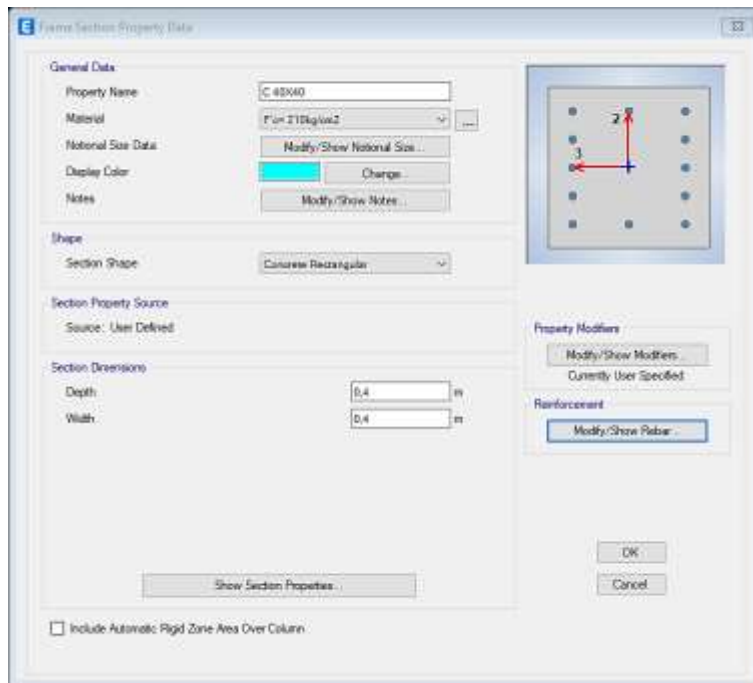 E Frame Section Property Data
General Data
Property Name C 40X40
Material F'c= 210kg/cm2 ...
Notional Size Data Modify/Show Notional Size...
Display Color Change...
Notes Modify/Show Notes...
Shape
Section Shape Concrete Rectangular
Section Property Source
Source: User Defined
Section Dimensions
Depth 0,4 m
Width 0,4 m
Show Section Properties...
Include Automatic Rigid Zone Area Over Column
2
3
Property Modifiers
Modify/Show Modifiers...
Currently User Specified
Reinforcement
Modify/Show Rebar...
OK
Cancel